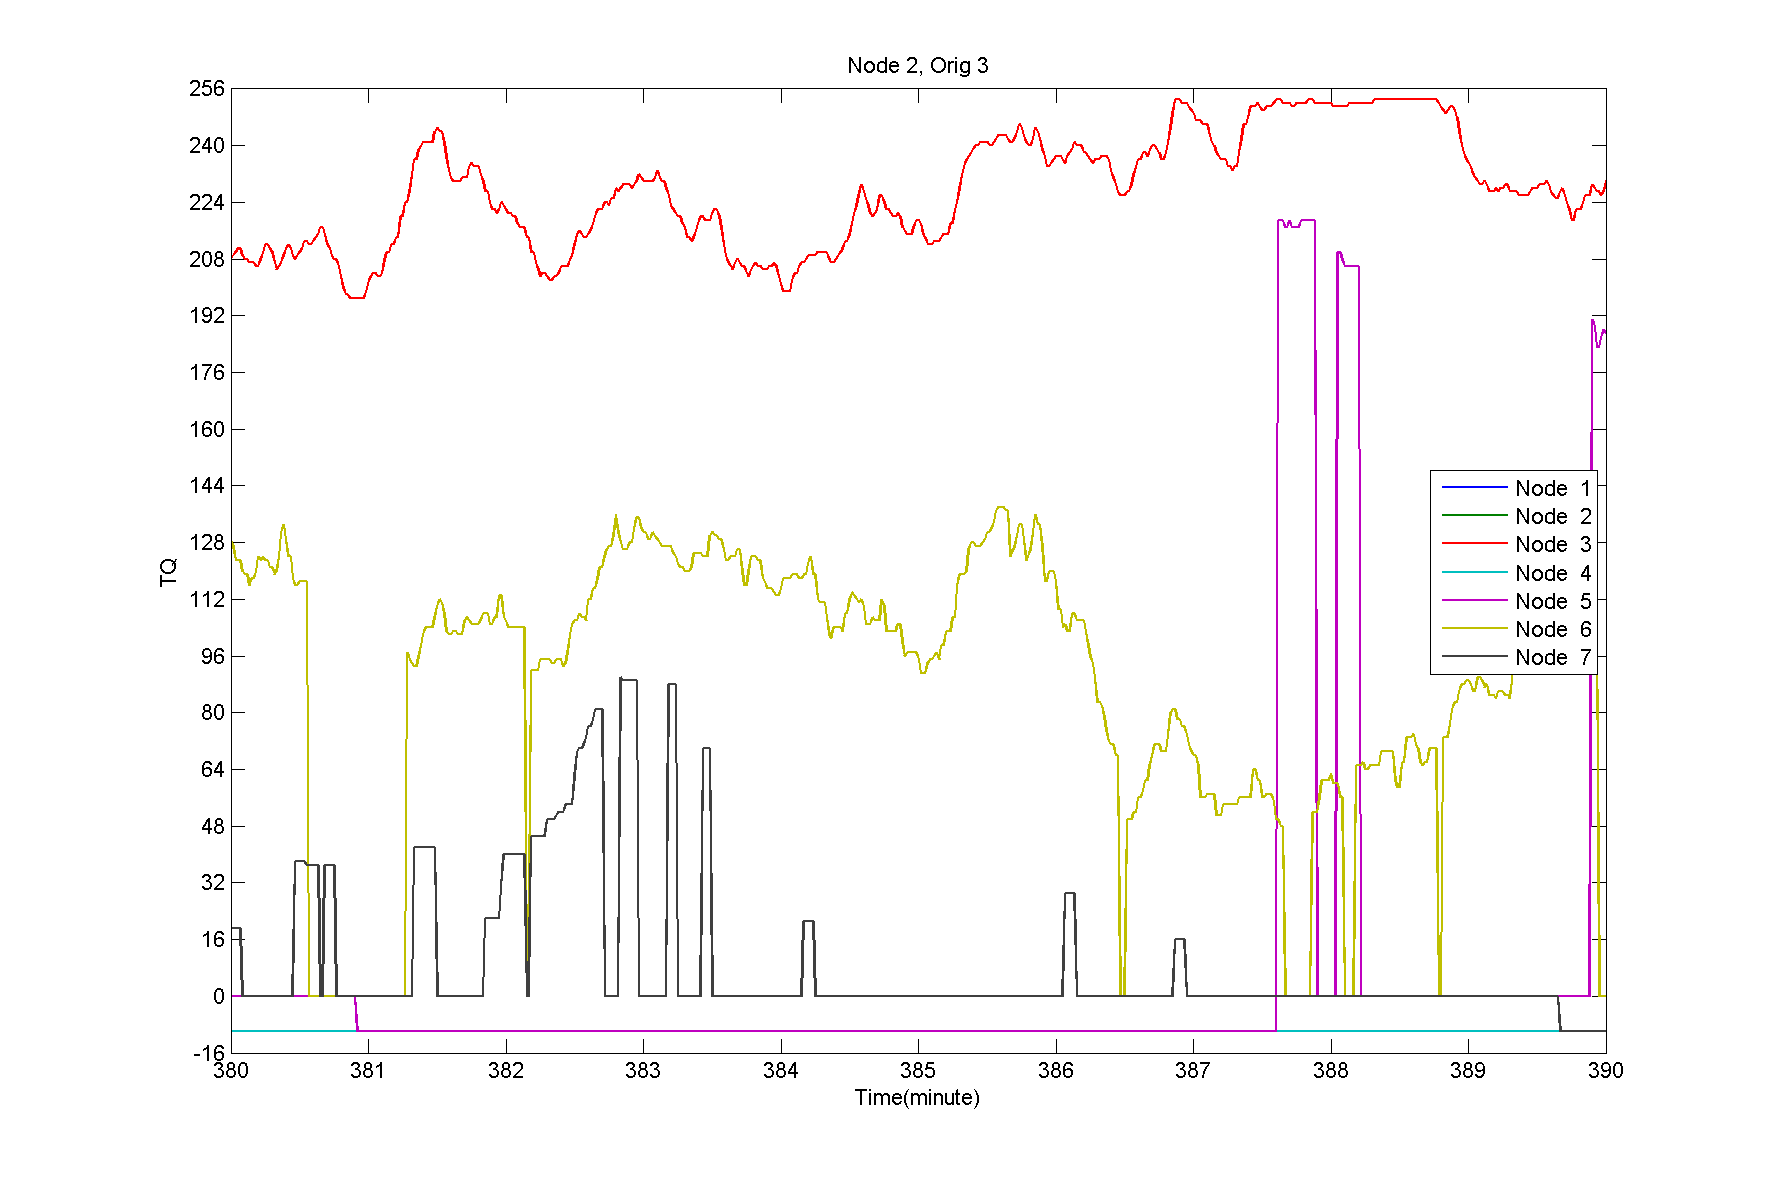 Node 2, Orig 3
256
240
224
208
192
176
160
144
128
112
96
80
64
48
32
16
0
-16
TQ
Node 1
Node 2
Node 3
Node 4
Node 5
Node 6
Node 7
380 381 382 383 384 385 386 387 388 389 390
Time(minute)